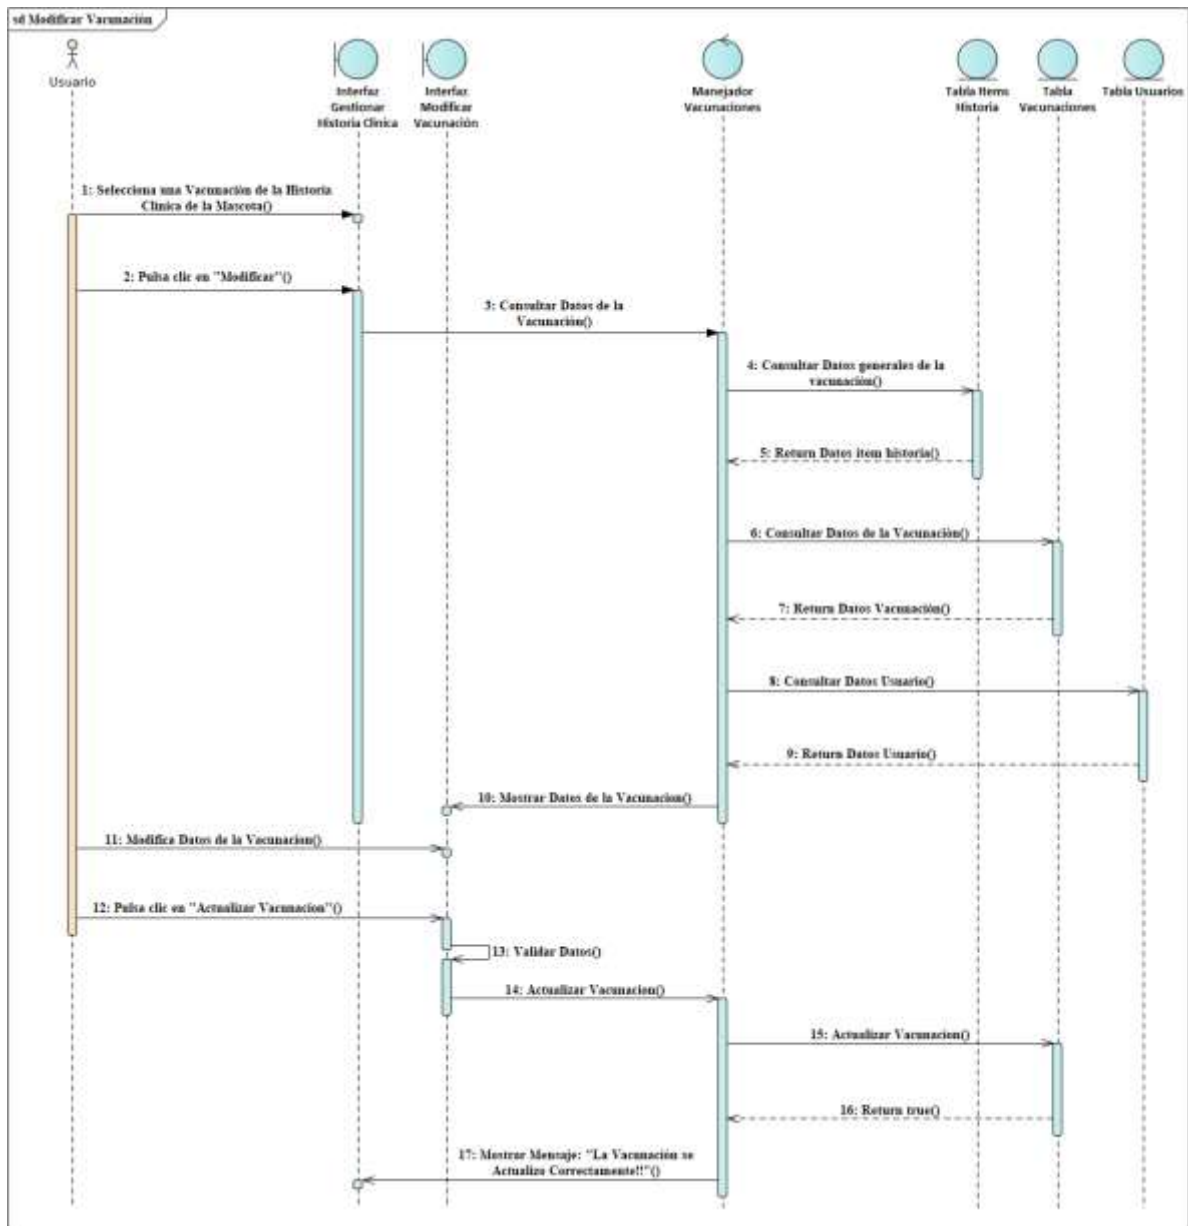 sd Modificar Vacunación
Usuario
Interfaz
Gestionar
Historia Clinica
Interfaz
Modificar
Vacunación
Manejador
Vacunaciones
Tabla Items
Historia
Tabla
Vacunaciones
Tabla Usuarios
1: Selecciona una Vacunación de la Historia
Clinica de la Mascota()
2: Pulsa clic en "Modificar"()
3: Consultar Datos de la
Vacunación()
4: Consultar Datos generales de la
vacunación()
5: Return Datos item historia()
6: Consultar Datos de la Vacunación()
7: Return Datos Vacunación()
8: Consultar Datos Usuario()
9: Return Datos Usuario()
10: Mostrar Datos de la Vacunacion()
11: Modifica Datos de la Vacunacion()
12: Pulsa clic en "Actualizar Vacunacion"()
13: Validar Datos()
14: Actualizar Vacunacion()
15: Actualizar Vacunacion()
16: Return true()
17: Mostrar Mensaje: "La Vacunación se
Actualizo Correctamente!!"()